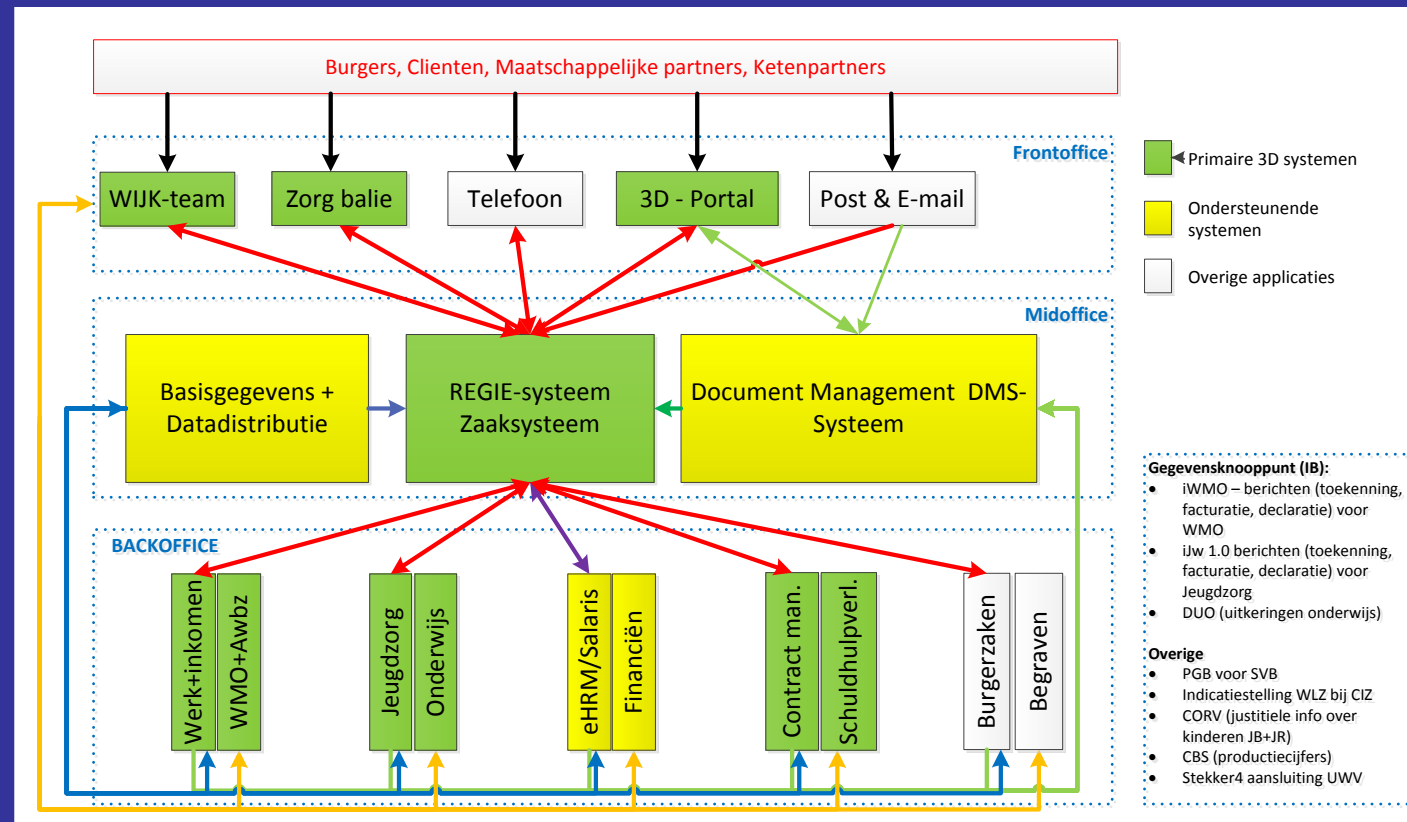 Burgers, Clienten, Maatschappelijke partners, Ketenpartners
Frontoffice
WIJK-team
Zorg balie
Telefoon
3D - Portal
Post & E-mail
Primaire 3D systemen
Ondersteunende
systemen
Overige applicaties
Midoffice
Basisgegevens +
Datadistributie
REGIE-systeem
Zaaksysteem
Document Management  DMS-
Systeem
BACKOFFICE
Werk+inkomen
WMO+Awbz
Jeugdzorg
Onderwijs
eHRM/Salaris
Financiën
Contract man.
Schuldhulpverl.
Burgerzaken
Begraven
Gegevensknooppunt (IB):
• iWMO – berichten (toekenning,
facturatie, declaratie) voor
WMO
• iJw 1.0 berichten (toekenning,
facturatie, declaratie) voor
Jeugdzorg
• DUO (uitkeringen onderwijs)
Overige
• PGB voor SVB
• Indicatiestelling WLZ bij CIZ
• CORV (justitiele info over
kinderen JB+JR)
• CBS (productiecijfers)
• Stekker4 aansluiting UWV